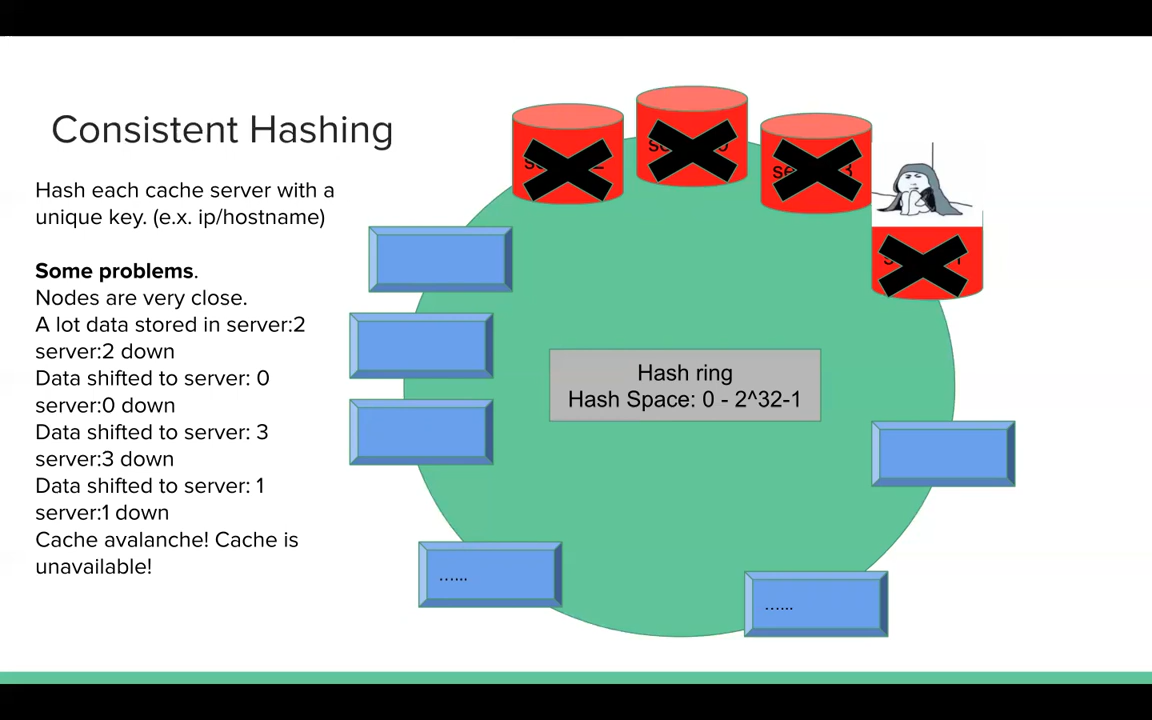 Consistent Hashing
Hash each cache server with a
unique key. (e.x. ip/hostname)
Some problems.
Nodes are very close.
A lot data stored in server:2
server:2 down
Data shifted to server: 0
server:0 down
Data shifted to server: 3
server:3 down
Data shifted to server: 1
server:1 down
Cache avalanche! Cache is
unavailable!
Hash ring
Hash Space: 0 - 2^32-1
......
......